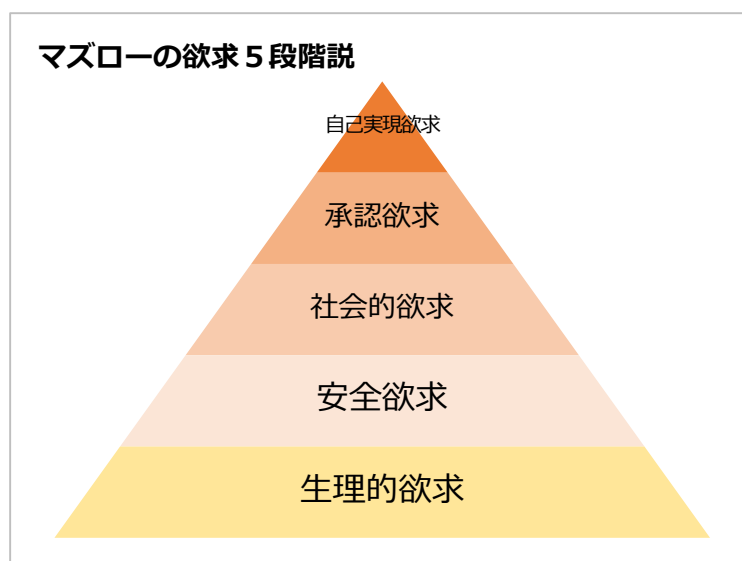 マズローの欲求５段階説
自己実現欲求
承認欲求
社会的欲求
安全欲求
生理的欲求